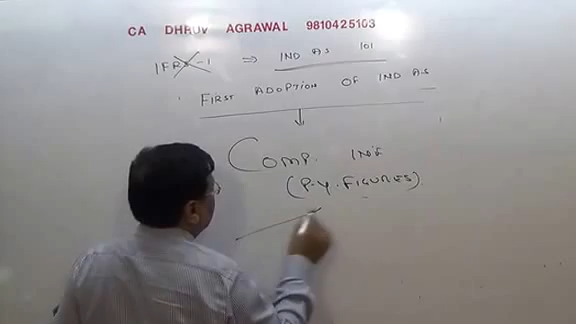 CA DHRUV AGRAWAL 9810425103
IFRS-1 ⇒ IND AS 101
FIRST ADOPTION OF IND AS
COMP. INF
(P.Y. FIGURES)